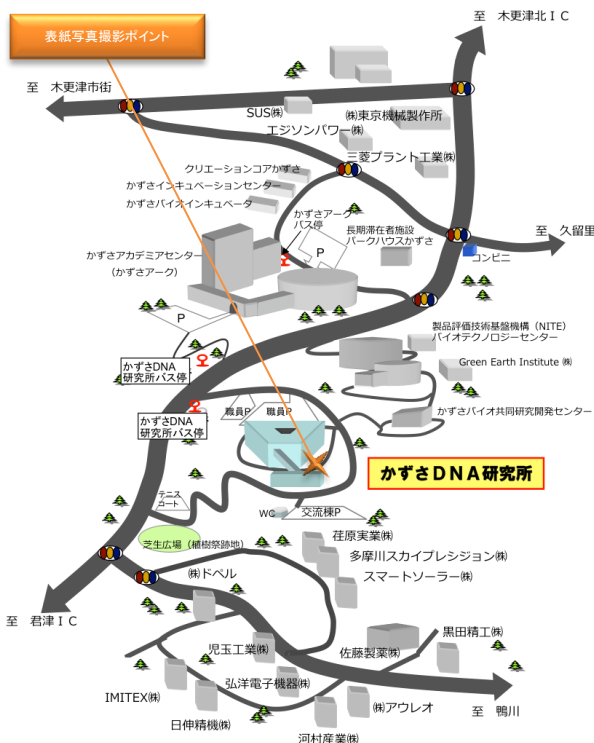 至 木更津北ＩＣ
表紙写真撮影ポイント
至 木更津市街
SUS㈱
㈱東京機械製作所
エジソンパワー㈱
三菱プラント工業㈱
クリエーションコアかずさ
かずさインキュベーションセンター
かずさバイオインキュベータ
かずさアーク
バス停
長期滞在者施設
パークハウスかずさ
至 久留里
コンビニ
P
かずさアカデミアセンター
（かずさアーク）
P
製品評価技術基盤機構（NITE）
バイオテクノロジーセンター
Green Earth Institute ㈱
かずさDNA
研究所バス停
かずさDNA
研究所バス停
職員P
職員P
かずさバイオ共同研究開発センター
かずさＤＮＡ研究所
テニス
コート
WC
交流棟P
芝生広場（植樹祭跡地）
荏原実業㈱
多摩川スカイプレシジョン㈱
スマートソーラー㈱
㈱ドペル
至 君津ＩＣ
児玉工業㈱
佐藤製薬㈱
黒田精工㈱
IMITEX㈱
弘洋電子機器㈱
日伸精機㈱
㈱アウレオ
河村産業㈱
至 鴨川